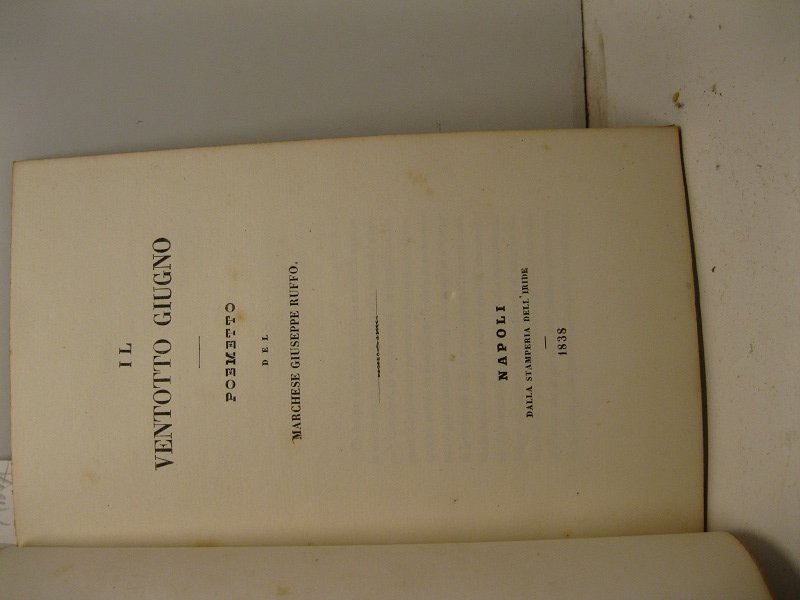 IL
VENTOTTO GIUGNO
POEMETTO
DEL
MARCHESE GIUSEPPE RUFFO.
NAPOLI
DALLA STAMPERIA DELL'IRIDE
1838